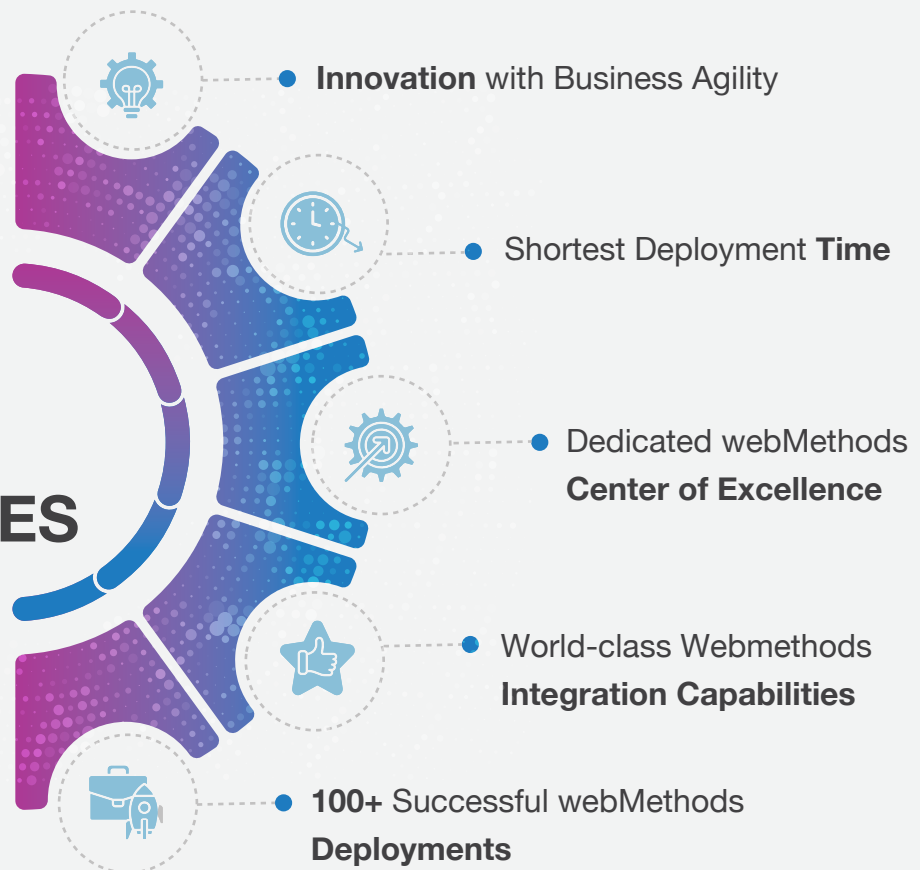 Innovation with Business Agility
Shortest Deployment Time
Dedicated webMethods
Center of Excellence
ES
World-class Webmethods
Integration Capabilities
100+ Successful webMethods
Deployments